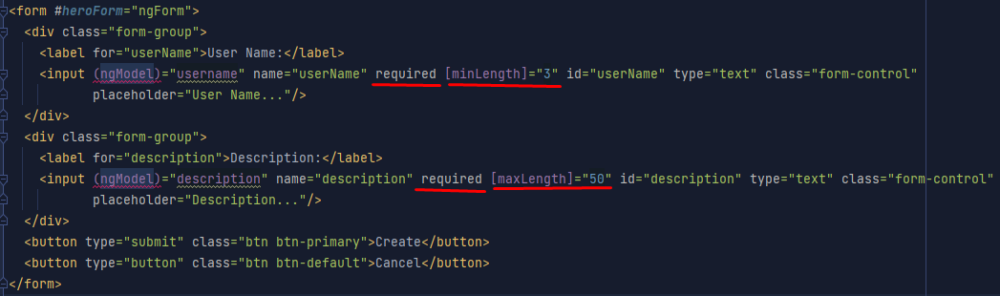 <form #heroForm="ngForm">
<div class="form-group">
<label for="userName">User Name:</label>
<input (ngModel)="username" name="userName" required [minLength]="3" id="userName" type="text" class="form-control"
placeholder="User Name..."/>
</div>
<div class="form-group">
<label for="description">Description:</label>
<input (ngModel)="description" name="description" required [maxLength]="50" id="description" type="text" class="form-control"
placeholder="Description..."/>
</div>
<button type="submit" class="btn btn-primary">Create</button>
<button type="button" class="btn btn-default">Cancel</button>
</form>